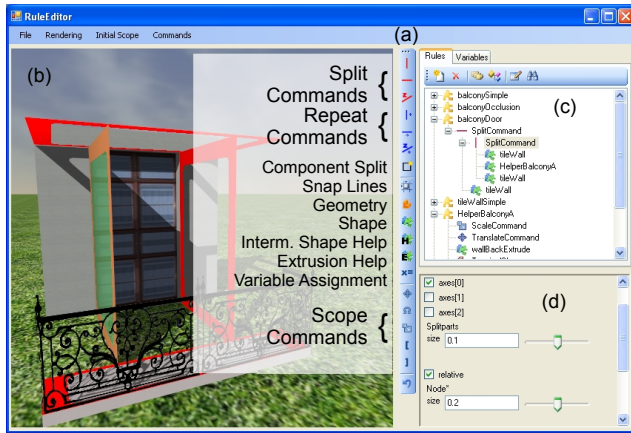 RuleEditor
File Rendering Initial Scope Commands
(a)
(b)
Split
Commands {
Repeat
Commands {
Component Split
Snap Lines
Geometry
Shape
Interm. Shape Help
Extrusion Help
Variable Assignment
Scope
Commands {
H
E
x=
Rules Variables
(c)
balconySimple
balconyOcclusion
balconyDoor
SplitCommand
SplitCommand
tileWall
HelperBalconyA
tileWall
tileWall
tileWallSimple
HelperBalconyA
ScaleCommand
TranslateCommand
wallBackExtrude
(d)
axes[0]
axes[1]
axes[2]
Splitparts
size 0.1
relative
Node"
size 0.2